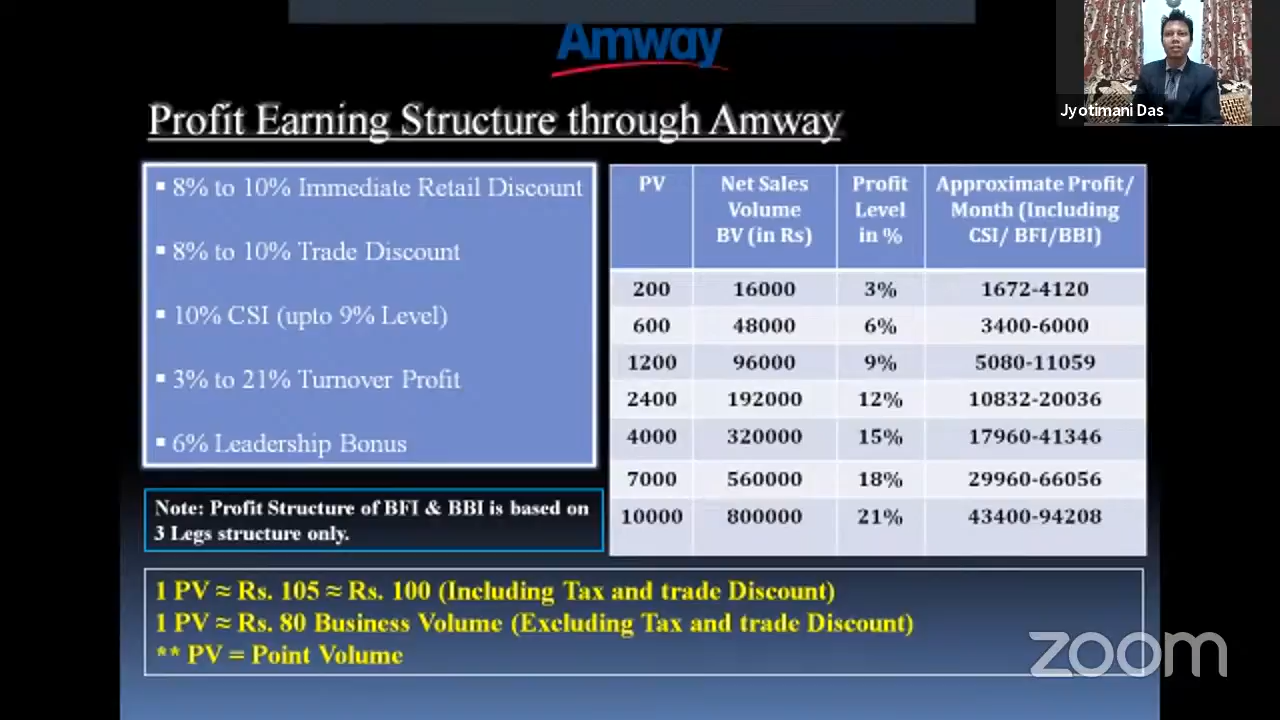 Amway
Jyotimani Das
Profit Earning Structure through Amway
▪ 8% to 10% Immediate Retail Discount
▪ 8% to 10% Trade Discount
▪ 10% CSI (upto 9% Level)
▪ 3% to 21% Turnover Profit
▪ 6% Leadership Bonus
Note: Profit Structure of BFI & BBI is based on
3 Legs structure only.
PV Net Sales Volume BV (in Rs) Profit Level in % Approximate Profit/ Month (Including CSI/ BFI/BBI)
200 16000 3% 1672-4120
600 48000 6% 3400-6000
1200 96000 9% 5080-11059
2400 192000 12% 10832-20036
4000 320000 15% 17960-41346
7000 560000 18% 29960-66056
10000 800000 21% 43400-94208
1 PV ≈ Rs. 105 ≈ Rs. 100 (Including Tax and trade Discount)
1 PV ≈ Rs. 80 Business Volume (Excluding Tax and trade Discount)
** PV = Point Volume
zoom